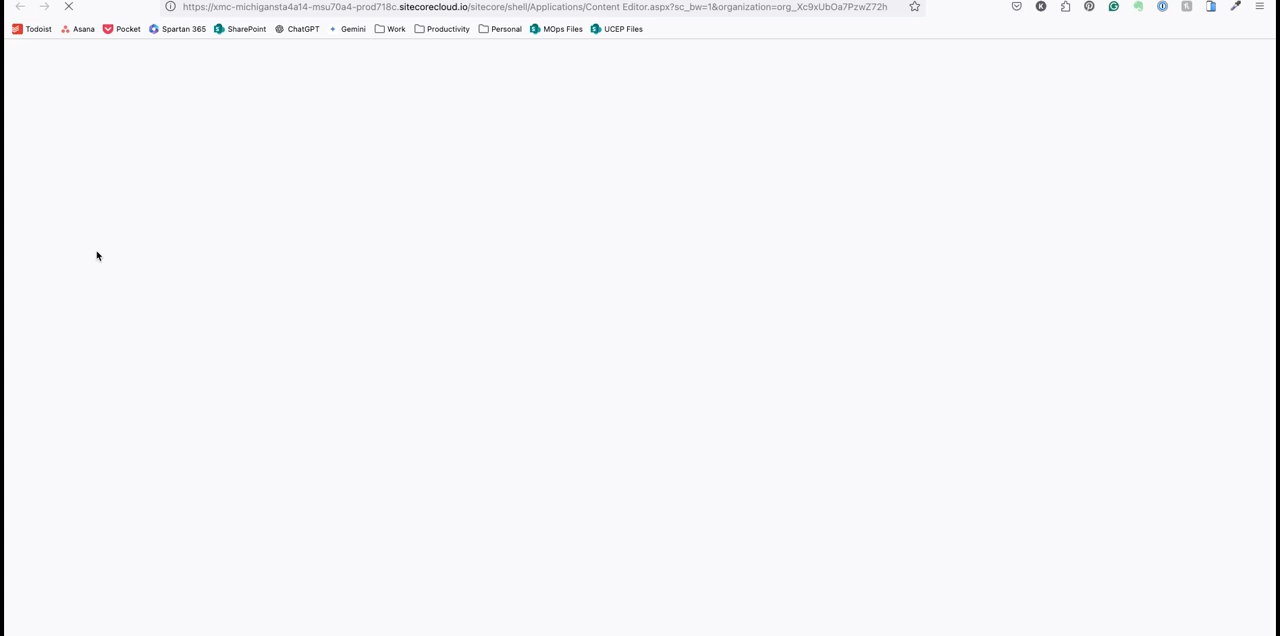 https://xmc-michigansta4a14-msu70a4-prod718c.sitecorecloud.io/sitecore/shell/Applications/Content Editor.aspx?sc_bw=1&organization=org_Xc9xUbOa7PzwZ72h
Todoist Asana Pocket Spartan 365 SharePoint ChatGPT Gemini Work Productivity Personal MOps Files UCEP Files